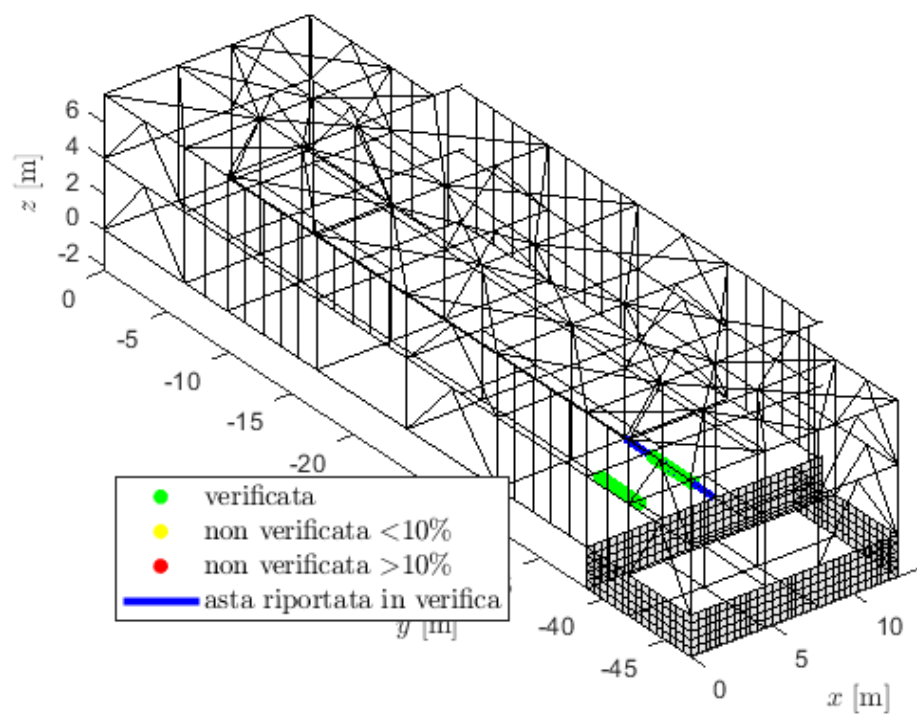 6
4
2
0
-2
z [m]
0
-5
-10
-15
-20
verificata
non verificata <10%
non verificata >10%
asta riportata in verifica
y [m]
-40
-45
0
5
10
x [m]